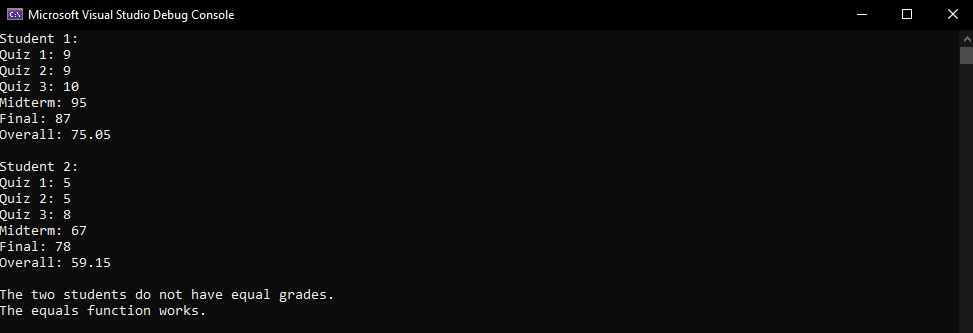 Microsoft Visual Studio Debug Console
Student 1:
Quiz 1: 9
Quiz 2: 9
Quiz 3: 10
Midterm: 95
Final: 87
Overall: 75.05
Student 2:
Quiz 1: 5
Quiz 2: 5
Quiz 3: 8
Midterm: 67
Final: 78
Overall: 59.15
The two students do not have equal grades.
The equals function works.